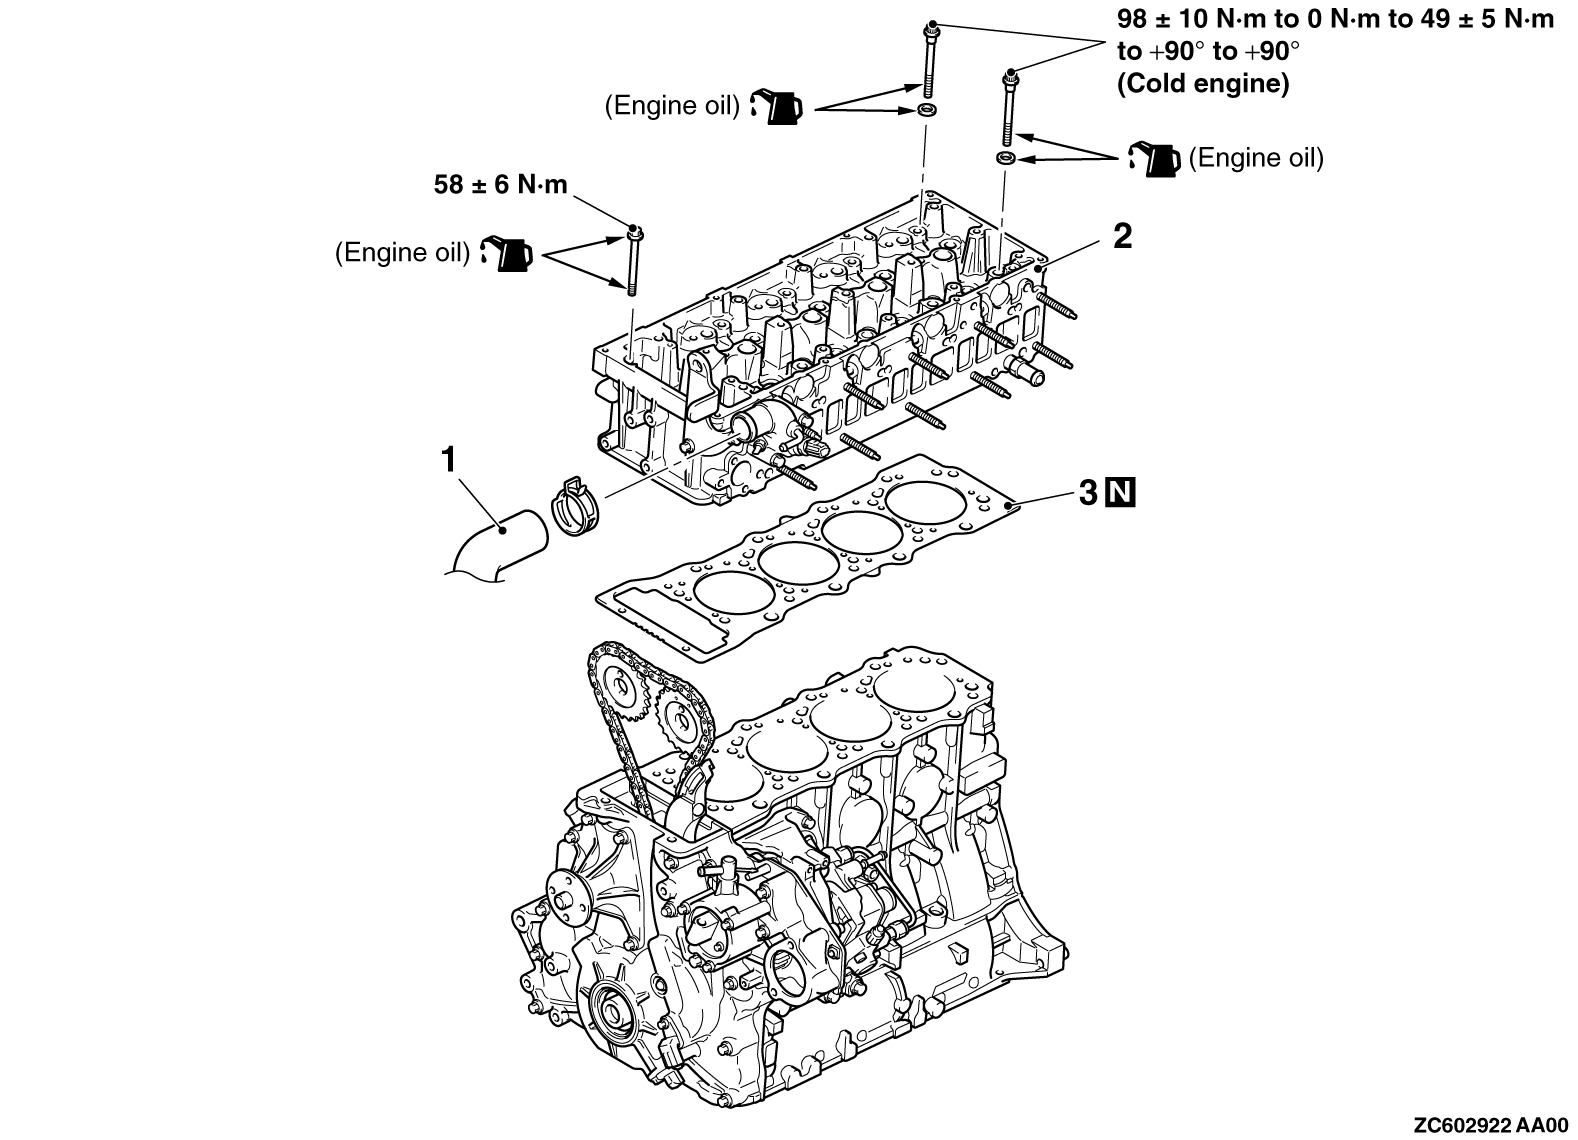 98 ± 10 N·m to 0 N·m to 49 ± 5 N·m
to +90° to +90°
(Cold engine)
(Engine oil)
(Engine oil)
58 ± 6 N·m
(Engine oil)
2
1
3 N
ZC602922 AA00